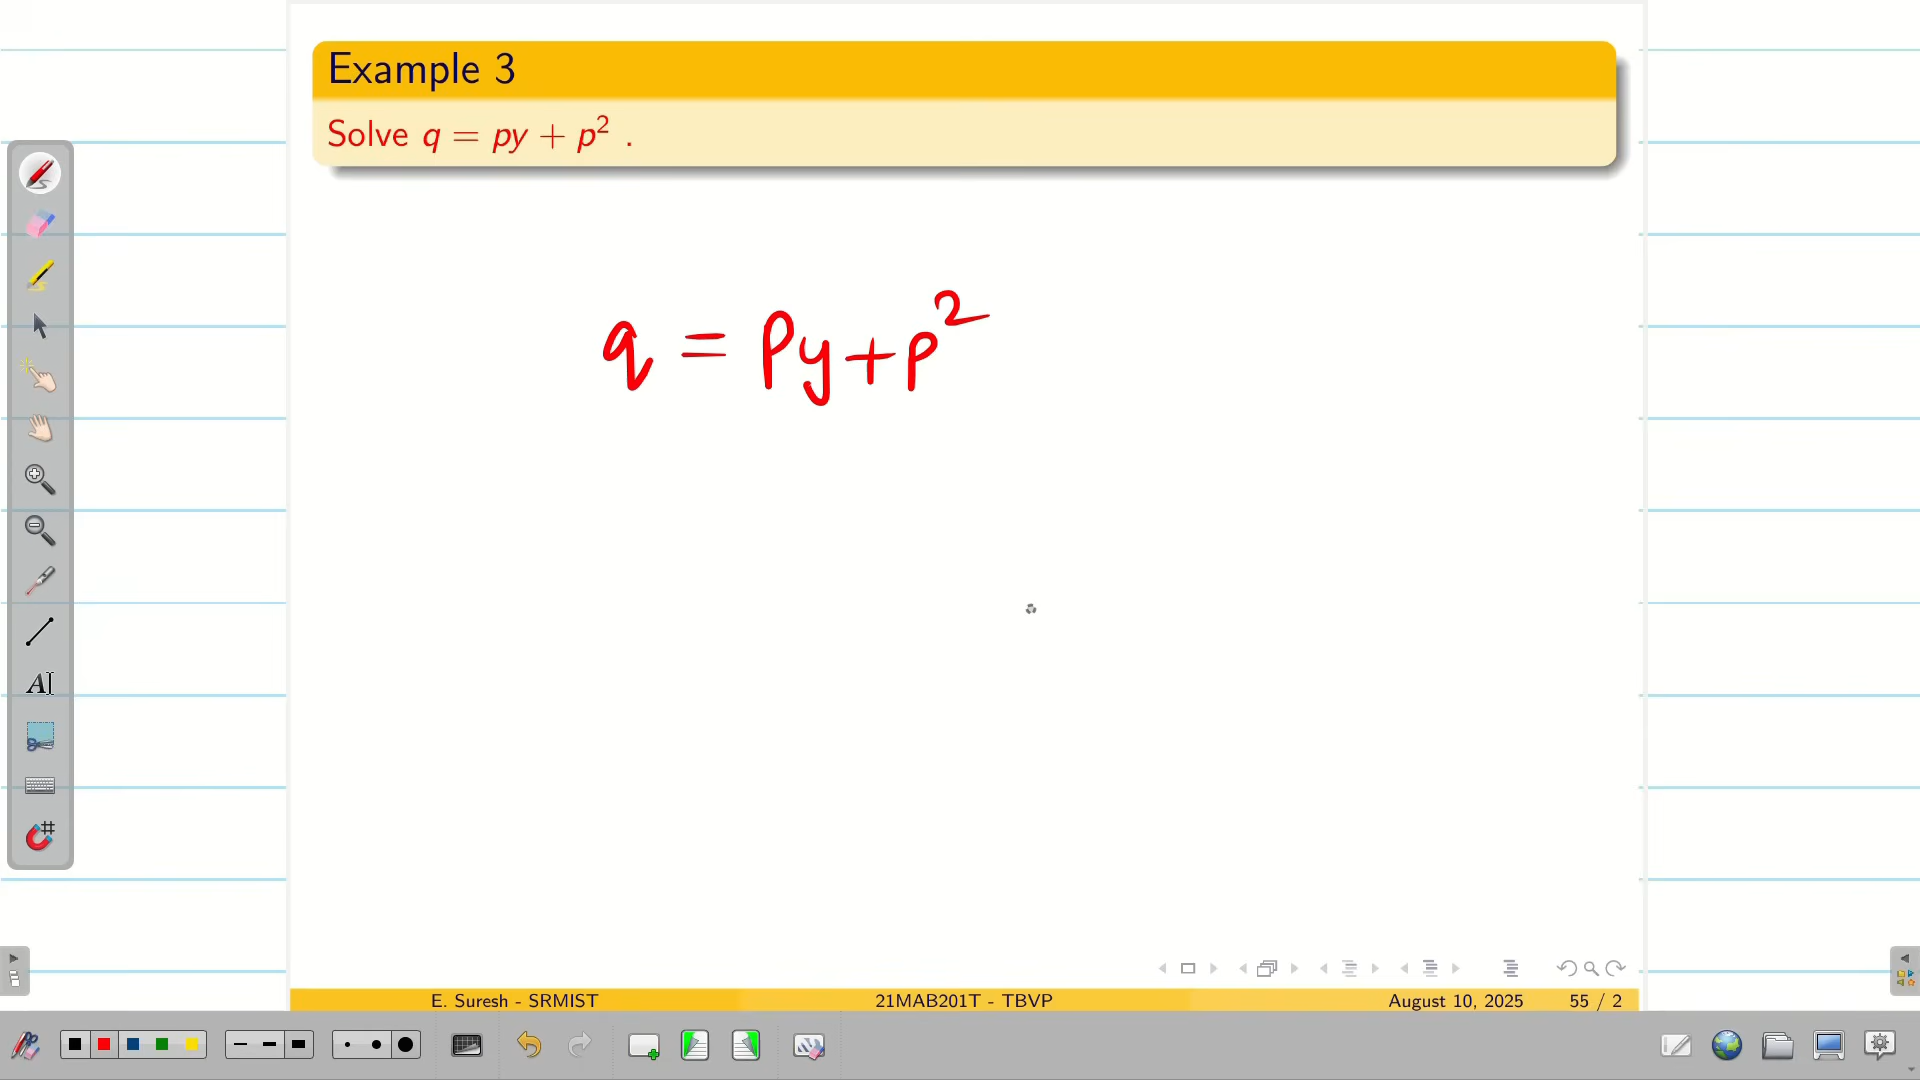 Example 3
Solve q = py + p² .
q = py+p²
E. Suresh - SRMIST 21MAB201T - TBVP August 10, 2025 55 / 2